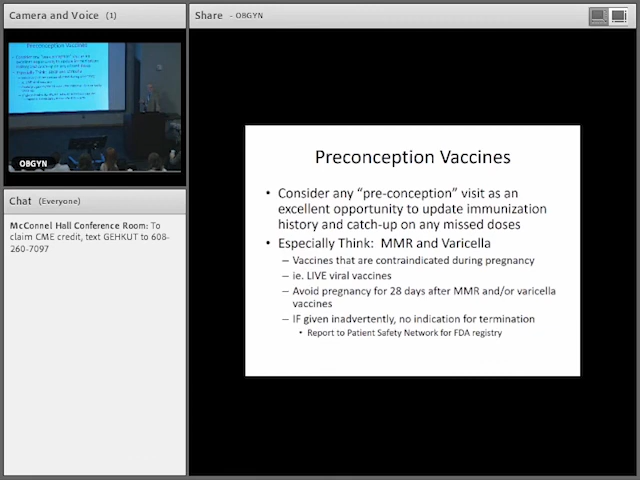 Camera and Voice (1)
OBGYN
Chat (Everyone)
McConnel Hall Conference Room: To
claim CME credit, text GEHKUT to 608-
260-7097
Share - OBGYN
Preconception Vaccines
• Consider any “pre-conception” visit as an
excellent opportunity to update immunization
history and catch-up on any missed doses
• Especially Think: MMR and Varicella
– Vaccines that are contraindicated during pregnancy
– ie. LIVE viral vaccines
– Avoid pregnancy for 28 days after MMR and/or varicella
vaccines
– IF given inadvertently, no indication for termination
• Report to Patient Safety Network for FDA registry